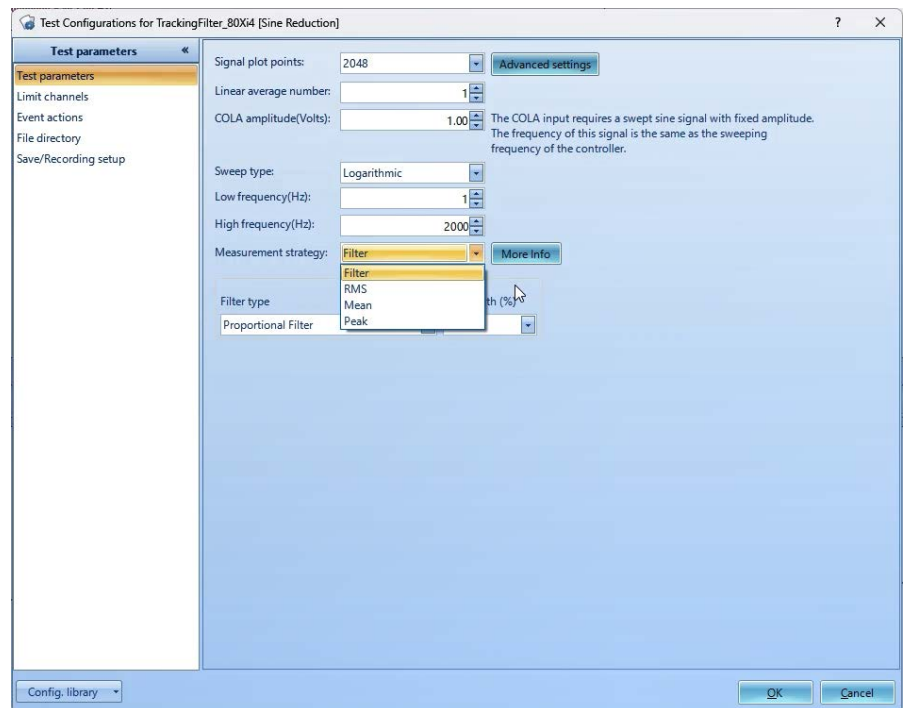 Test Configurations for TrackingFilter_80Xi4 [Sine Reduction]
?
Test parameters
«
Test parameters
Limit channels
Event actions
File directory
Save/Recording setup
Signal plot points:
2048
Advanced settings
Linear average number:
1
COLA amplitude(Volts):
1.00
The COLA input requires a swept sine signal with fixed amplitude.
The frequency of this signal is the same as the sweeping
frequency of the controller.
Sweep type:
Logarithmic
Low frequency(Hz):
1
High frequency(Hz):
2000
Measurement strategy:
Filter
More Info
Filter
RMS
Mean
Peak
Filter type
th (%)
Proportional Filter
Config. library
OK
Cancel